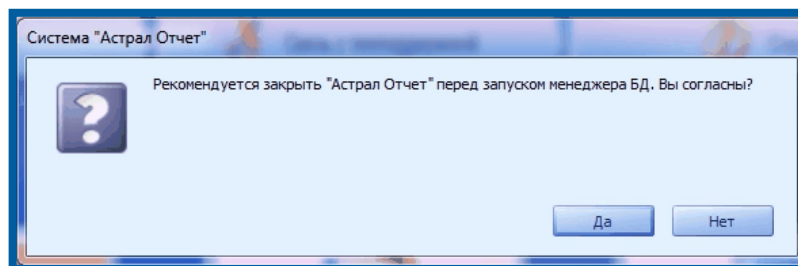 Система "Астрал Отчет"
Рекомендуется закрыть "Астрал Отчет" перед запуском менеджера БД. Вы согласны?
Да
Нет